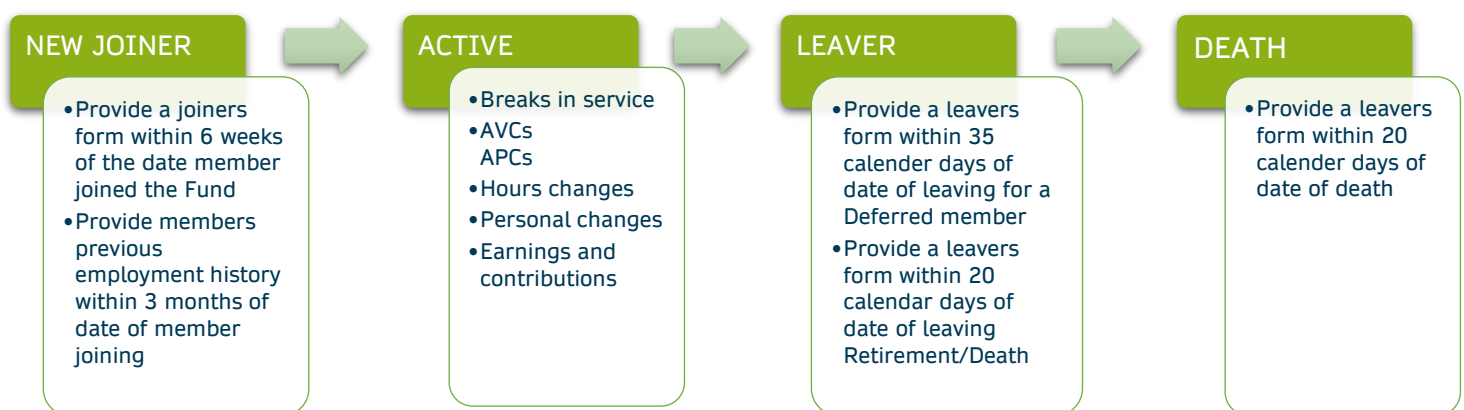 NEW JOINER
•Provide a joiners
form within 6 weeks
of the date member
joined the Fund
•Provide members
previous
employment history
within 3 months of
date of member
joining
ACTIVE
•Breaks in service
•AVCs
APCs
•Hours changes
•Personal changes
•Earnings and
contributions
LEAVER
•Provide a leavers
form within 35
calender days of
date of leaving for a
Deferred member
•Provide a leavers
form within 20
calendar days of
date of leaving
Retirement/Death
DEATH
•Provide a leavers
form within 20
calender days of
date of death